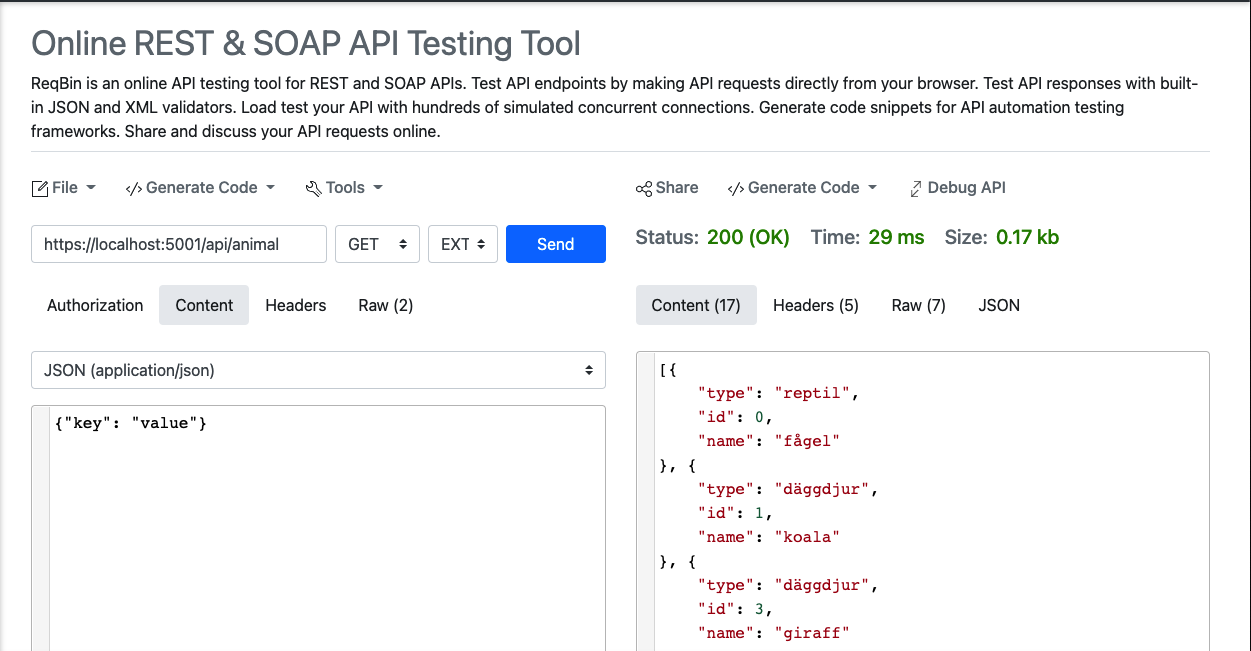 Online REST & SOAP API Testing Tool
ReqBin is an online API testing tool for REST and SOAP APIs. Test API endpoints by making API requests directly from your browser. Test API responses with built-
in JSON and XML validators. Load test your API with hundreds of simulated concurrent connections. Generate code snippets for API automation testing
frameworks. Share and discuss your API requests online.
File </> Generate Code Tools
Share </> Generate Code Debug API
https://localhost:5001/api/animal GET EXT Send
Status: 200 (OK) Time: 29 ms Size: 0.17 kb
Authorization Content Headers Raw (2)
Content (17) Headers (5) Raw (7) JSON
JSON (application/json)
{"key": "value"}
[{
"type": "reptil",
"id": 0,
"name": "fågel"
}, {
"type": "däggdjur",
"id": 1,
"name": "koala"
}, {
"type": "däggdjur",
"id": 3,
"name": "giraff"